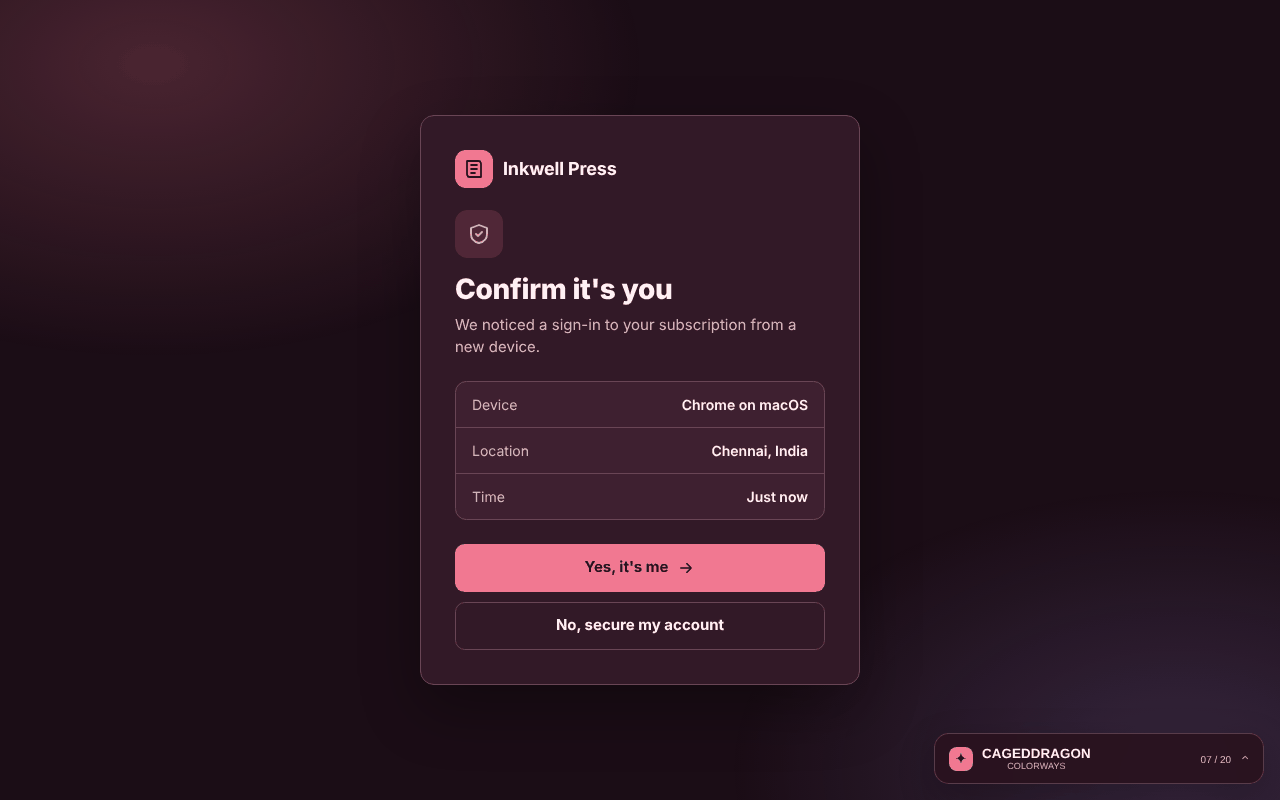 Inkwell Press
Confirm it's you
We noticed a sign-in to your subscription from a
new device.
Device Chrome on macOS
Location Chennai, India
Time Just now
Yes, it's me →
No, secure my account
CAGEDDRAGON
COLORWAYS
07 / 20